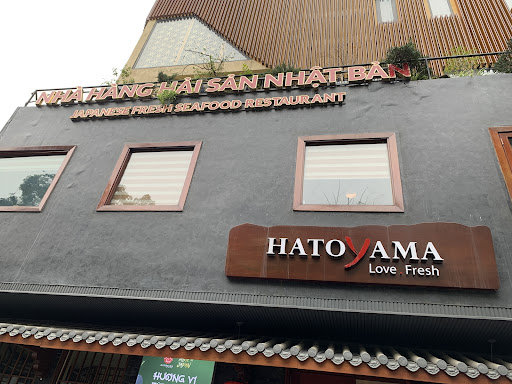 NHÀ HÀNG HẢI SẢN NHẬT BẢN
JAPANESE FRESH SEAFOOD RESTAURANT
HATOYAMA
Love . Fresh
HƯƠNG VỊ